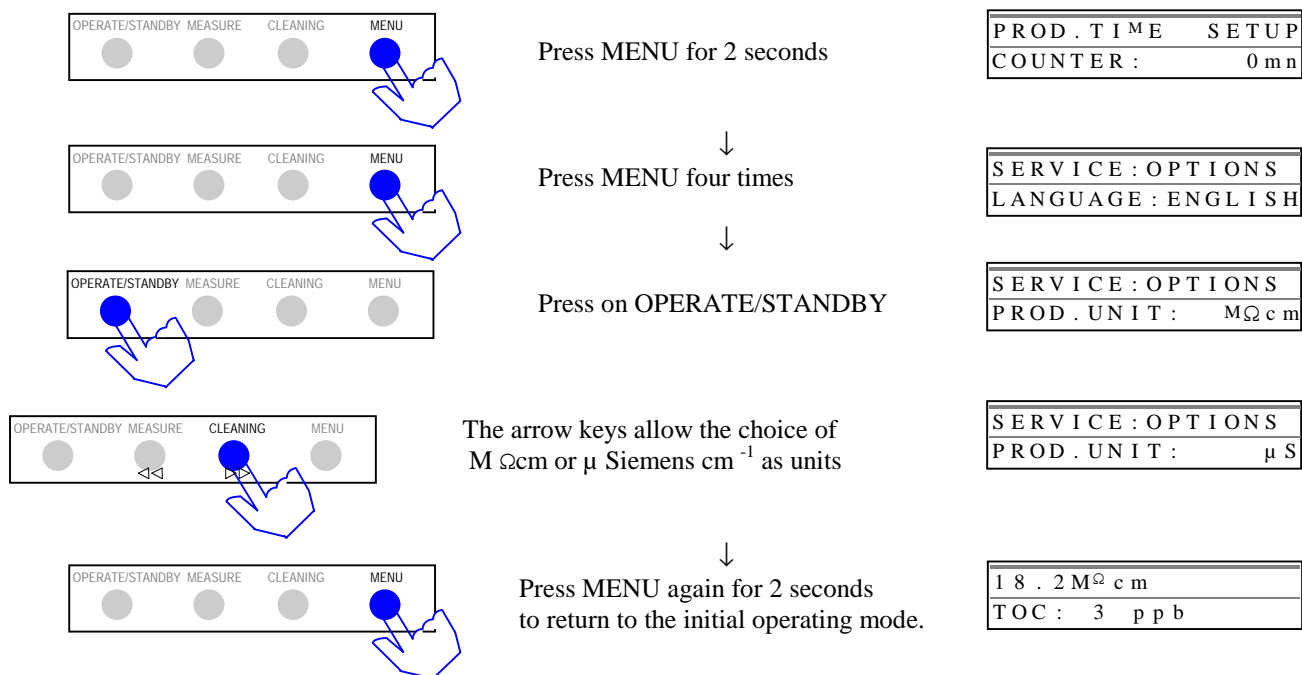 OPERATE/STANDBY MEASURE CLEANING MENU
Press MENU for 2 seconds
PROD.TIME SETUP
COUNTER: 0mn
↓
OPERATE/STANDBY MEASURE CLEANING MENU
Press MENU four times
SERVICE:OPTIONS
LANGUAGE:ENGLISH
↓
OPERATE/STANDBY MEASURE CLEANING MENU
Press on OPERATE/STANDBY
SERVICE:OPTIONS
PROD.UNIT: MΩcm
OPERATE/STANDBY MEASURE CLEANING MENU
The arrow keys allow the choice of
M Ωcm or µ Siemens cm -1 as units
SERVICE:OPTIONS
PROD.UNIT: µS
↓
OPERATE/STANDBY MEASURE CLEANING MENU
Press MENU again for 2 seconds
to return to the initial operating mode.
18.2MΩcm
TOC: 3 ppb